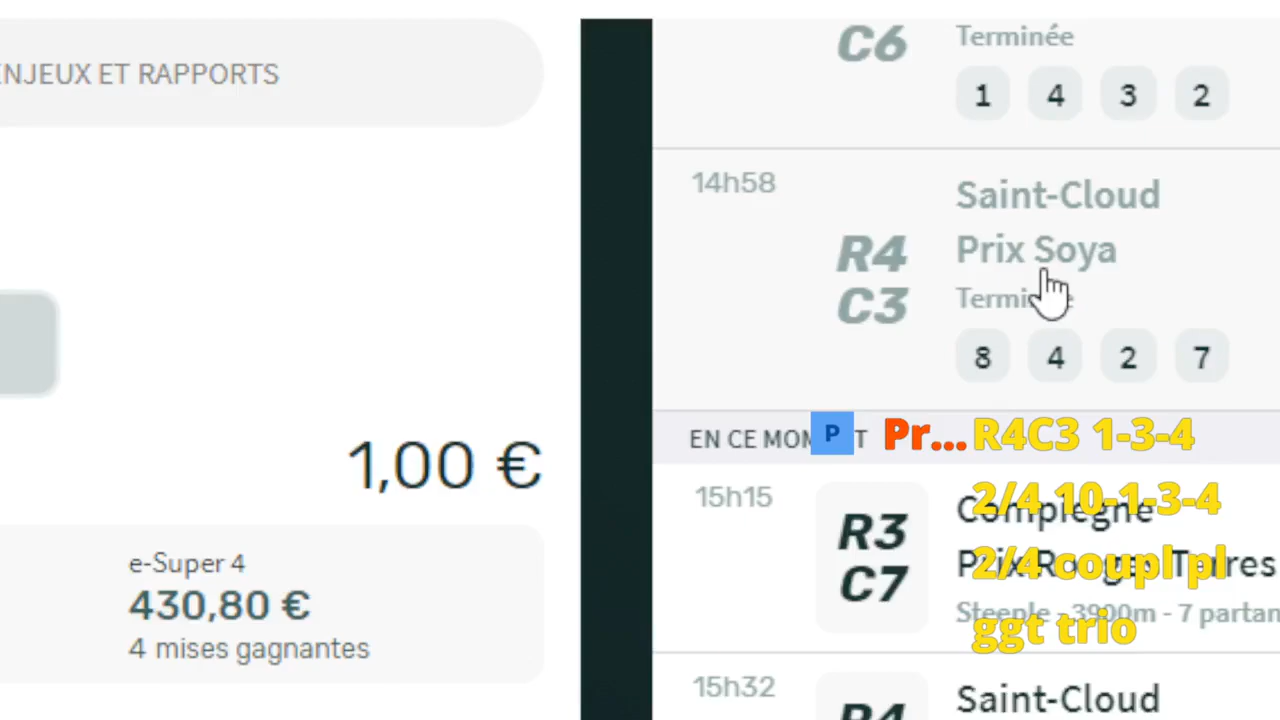 ENJEUX ET RAPPORTS
1,00 €
e-Super 4
430,80 €
4 mises gagnantes
C6
Terminée
1 4 3 2
14h58
Saint-Cloud
R4
Prix Soya
C3
8 4 2 7
EN CE
P Pr... R4C3 1-3-4
2/4 10-1-3-4
2/4 coupl pl
ggt trio
15h15
R3
C7
Compiègne
Steeple - 3900m - 7 partan
15h32
R4
Saint-Cloud